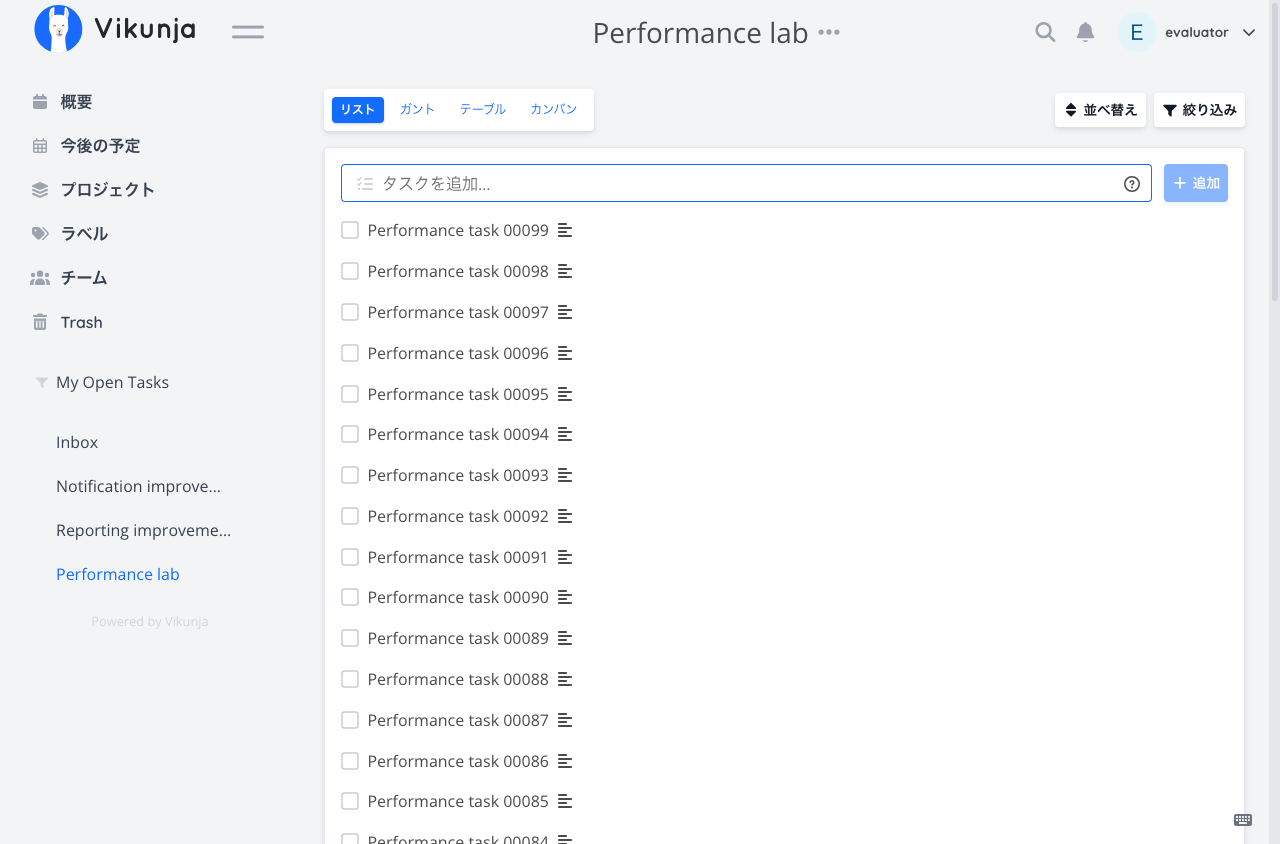 Vikunja
Performance lab
E evaluator
概要
今後の予定
プロジェクト
ラベル
チーム
Trash
My Open Tasks
Inbox
Notification improve...
Reporting improveme...
Performance lab
Powered by Vikunja
リスト ガント テーブル カンバン
並べ替え 絞り込み
タスクを追加...
追加
Performance task 00099
Performance task 00098
Performance task 00097
Performance task 00096
Performance task 00095
Performance task 00094
Performance task 00093
Performance task 00092
Performance task 00091
Performance task 00090
Performance task 00089
Performance task 00088
Performance task 00087
Performance task 00086
Performance task 00085
Performance task 00084